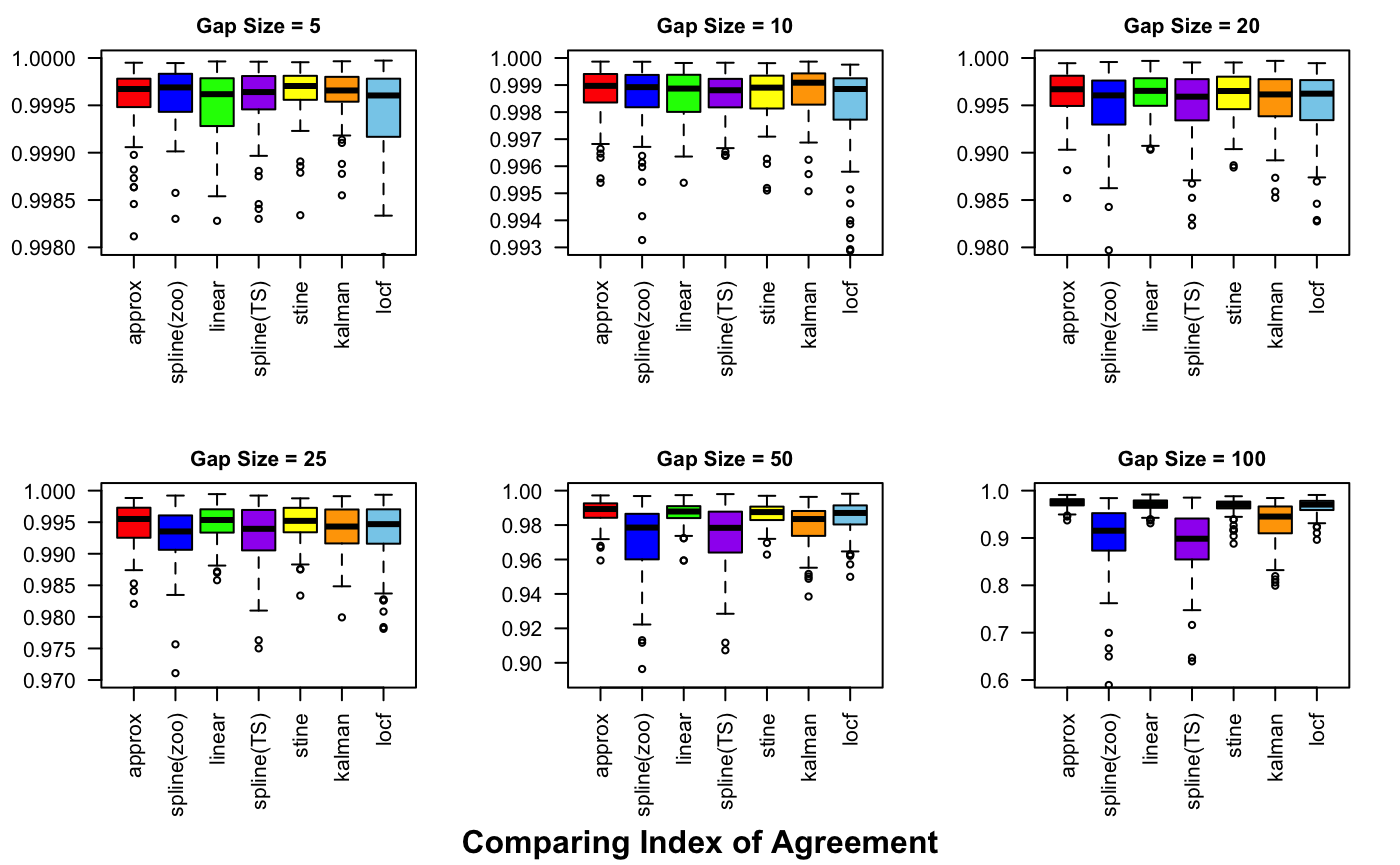 Gap Size = 5
1.0000
0.9995
0.9990
0.9985
0.9980
approx
spline(zoo)
linear
spline(TS)
stine
kalman
locf
Gap Size = 10
1.000
0.999
0.998
0.997
0.996
0.995
0.994
0.993
approx
spline(zoo)
linear
spline(TS)
stine
kalman
locf
Gap Size = 20
1.000
0.995
0.990
0.985
0.980
approx
spline(zoo)
linear
spline(TS)
stine
kalman
locf
Gap Size = 25
1.000
0.995
0.990
0.985
0.980
0.975
0.970
approx
spline(zoo)
linear
spline(TS)
stine
kalman
locf
Gap Size = 50
1.00
0.98
0.96
0.94
0.92
0.90
approx
spline(zoo)
linear
spline(TS)
stine
kalman
locf
Gap Size = 100
1.0
0.9
0.8
0.7
0.6
approx
spline(zoo)
linear
spline(TS)
stine
kalman
locf
Comparing Index of Agreement